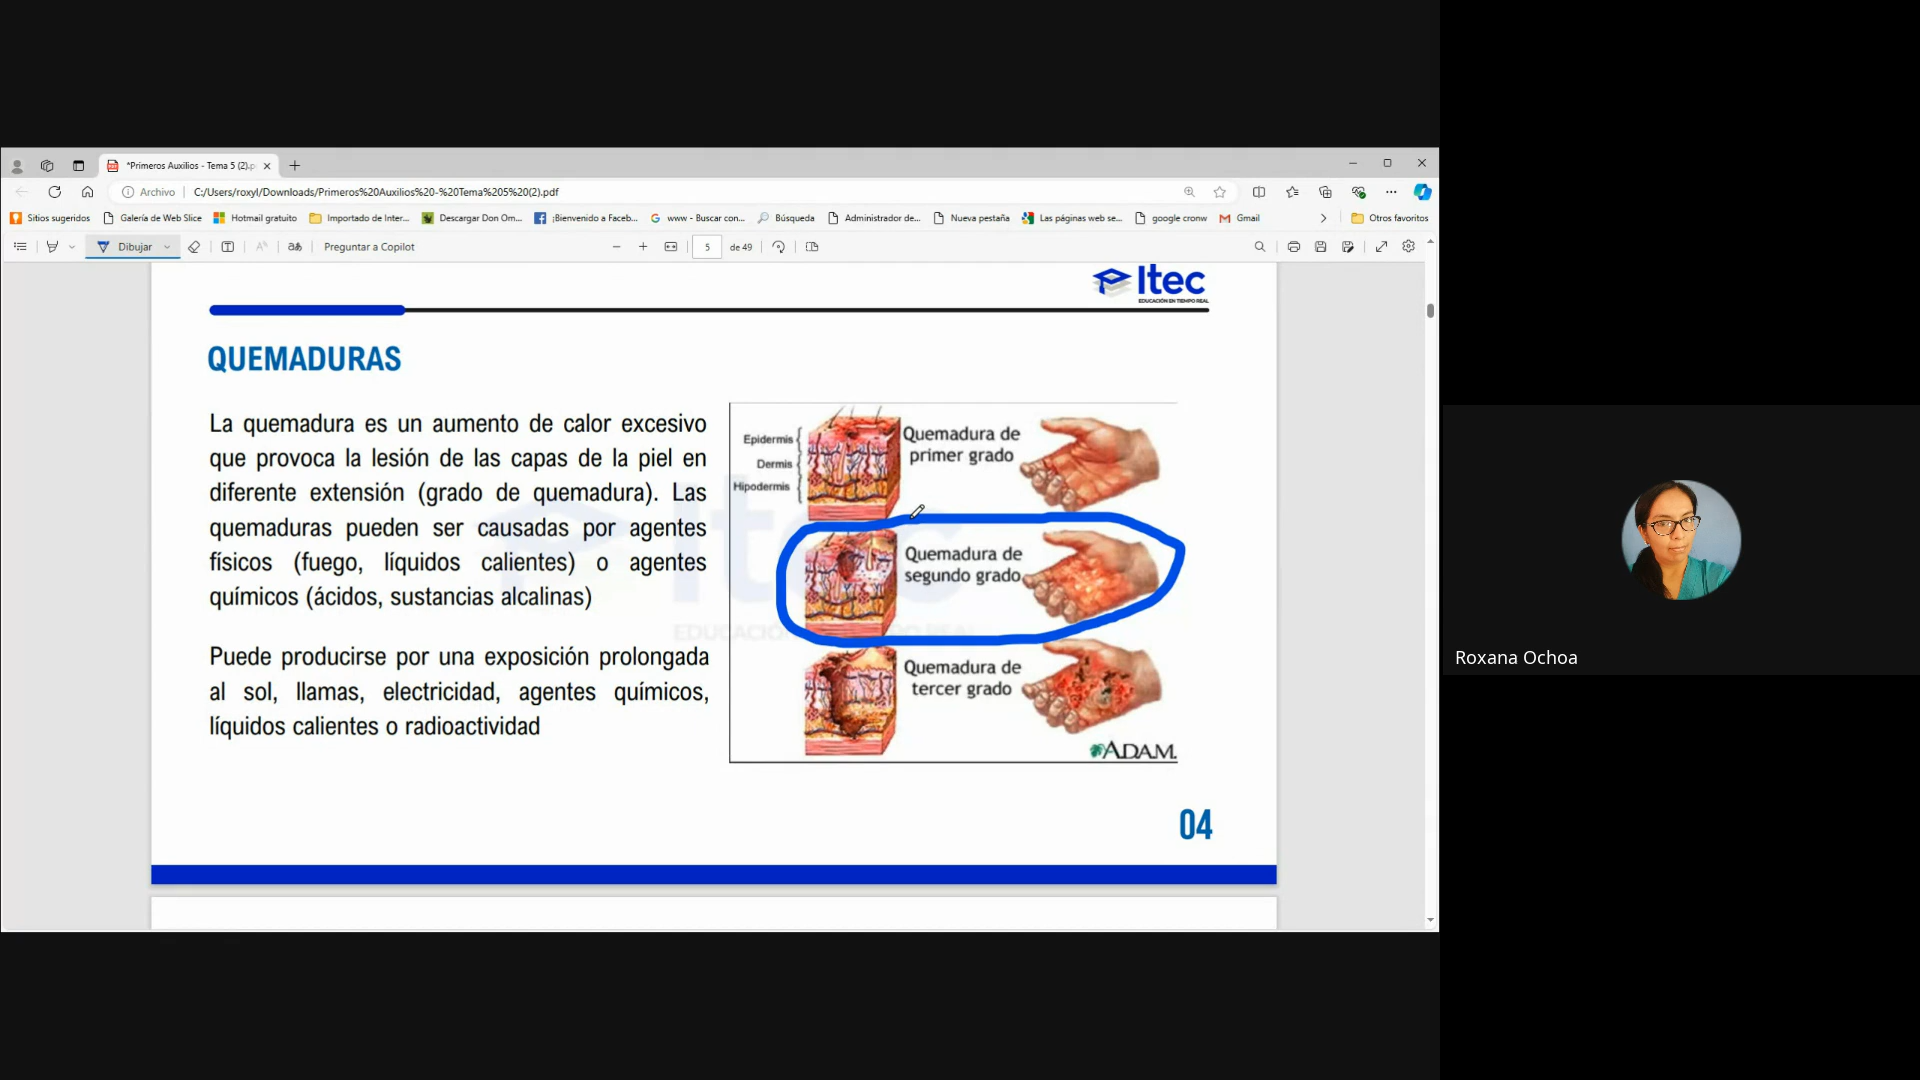 *Primeros Auxilios - Tema 5 (2).p
Archivo
C:/Users/roxyl/Downloads/Primeros%20Auxilios%20-%20Tema%205%20(2).pdf
Sitios sugeridos
Galería de Web Slice
Hotmail gratuito
Importado de Inter...
Descargar Don Om...
¡Bienvenido a Faceb...
www - Buscar con...
Búsqueda
Administrador de...
Nueva pestaña
Las páginas web se...
google cronw
Gmail
Otros favoritos
Dibujar
Preguntar a Copilot
5
de 49
Itec
EDUCACIÓN EN TIEMPO REAL
QUEMADURAS
La quemadura es un aumento de calor excesivo
que provoca la lesión de las capas de la piel en
diferente extensión (grado de quemadura). Las
quemaduras pueden ser causadas por agentes
físicos (fuego, líquidos calientes) o agentes
químicos (ácidos, sustancias alcalinas)
Puede producirse por una exposición prolongada
al sol, llamas, electricidad, agentes químicos,
líquidos calientes o radioactividad
Epidermis
Dermis
Hipodermis
Quemadura de
primer grado
Quemadura de
segundo grado
Quemadura de
tercer grado
ADAM.
04
Roxana Ochoa